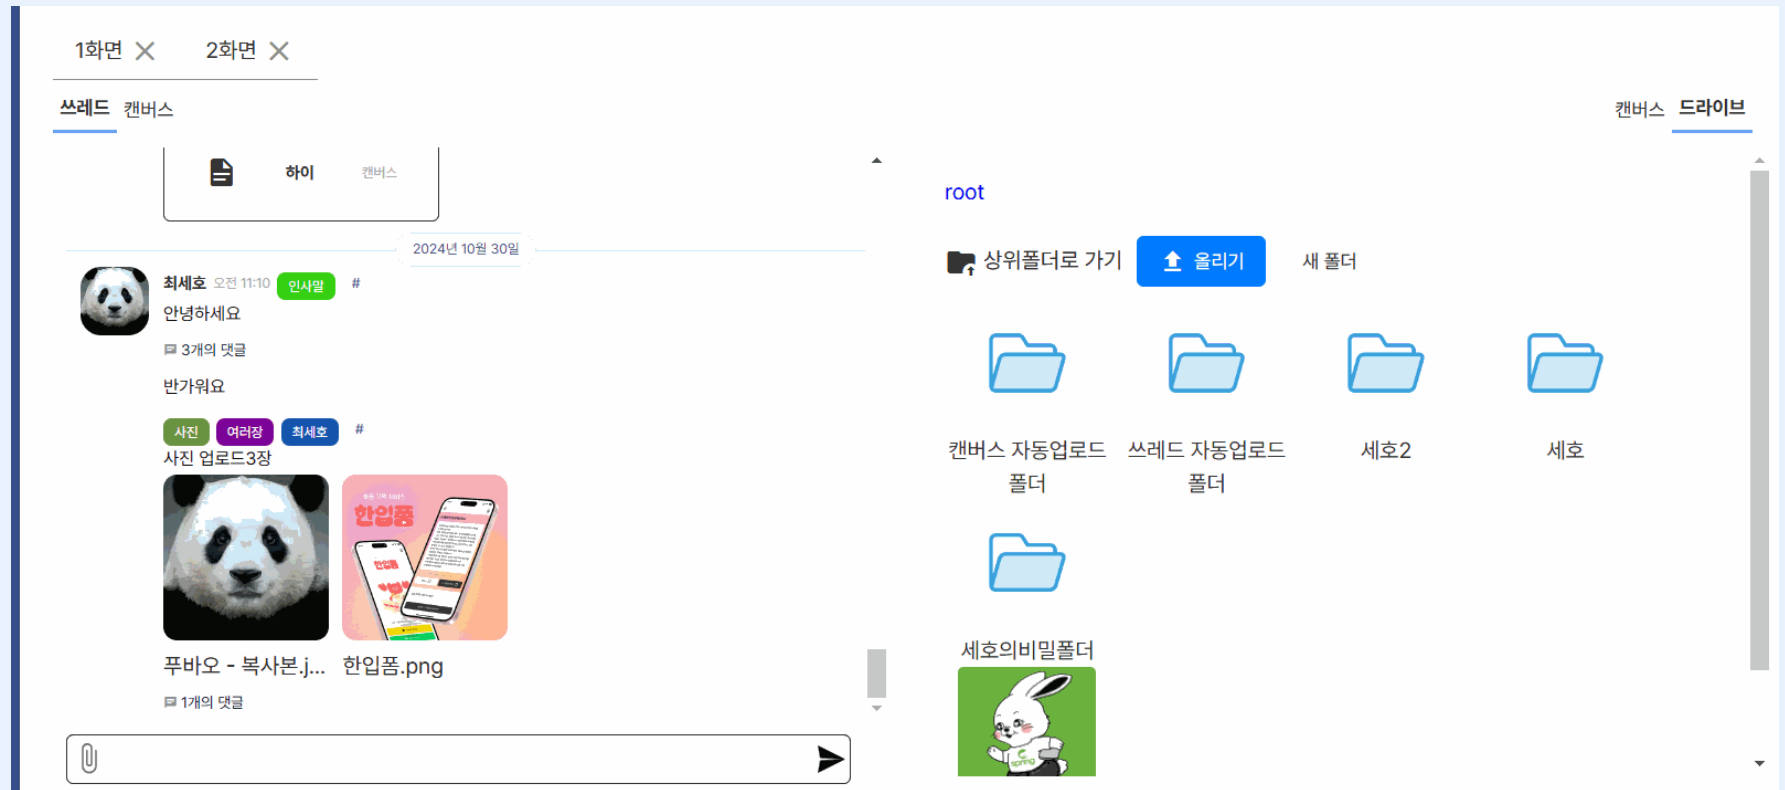 1화면
2화면
쓰레드 캔버스
하이 캔버스
2024년 10월 30일
최세호 오전 11:10 인사말 #
안녕하세요
3개의 댓글
반가워요
사진 여러장 최세호 #
사진 업로드3장
한입폼
한입폼
푸바오 - 복사본.j... 한입폼.png
1개의 댓글
캔버스 드라이브
root
상위폴더로 가기 올리기 새 폴더
캔버스 자동업로드
폴더
쓰레드 자동업로드
폴더
세호2
세호
세호의비밀폴더
spring